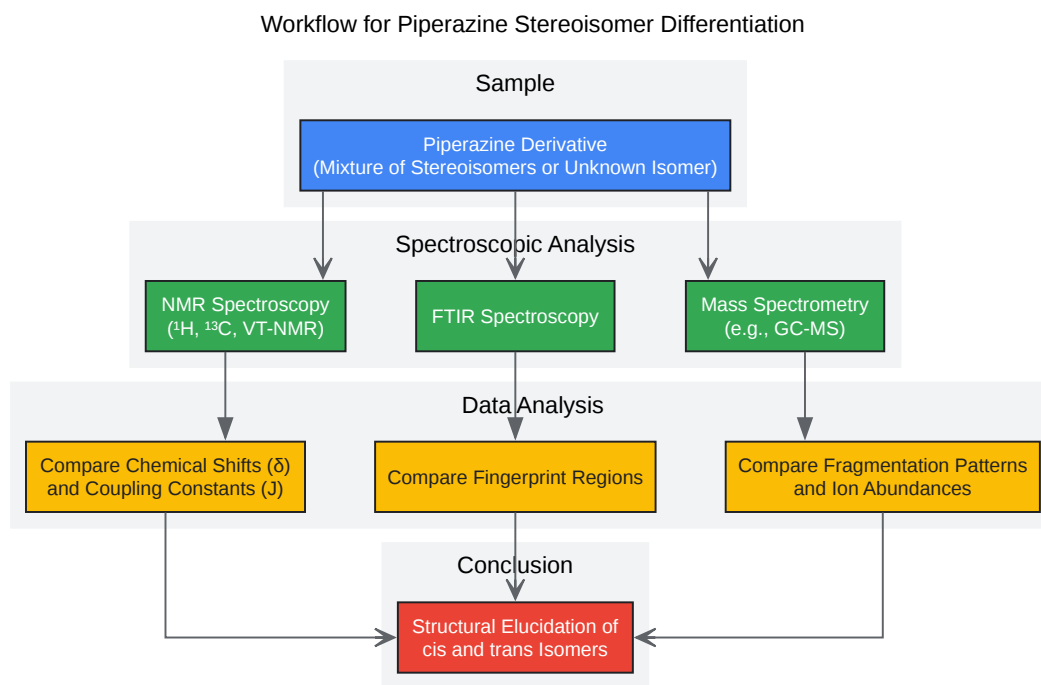 Workflow for Piperazine Stereoisomer Differentiation
Sample
Piperazine Derivative
(Mixture of Stereoisomers or Unknown Isomer)
Spectroscopic Analysis
NMR Spectroscopy
(¹H, ¹³C, VT-NMR)
FTIR Spectroscopy
Mass Spectrometry
(e.g., GC-MS)
Data Analysis
Compare Chemical Shifts (δ)
and Coupling Constants (J)
Compare Fingerprint Regions
Compare Fragmentation Patterns
and Ion Abundances
Conclusion
Structural Elucidation of
cis and trans Isomers